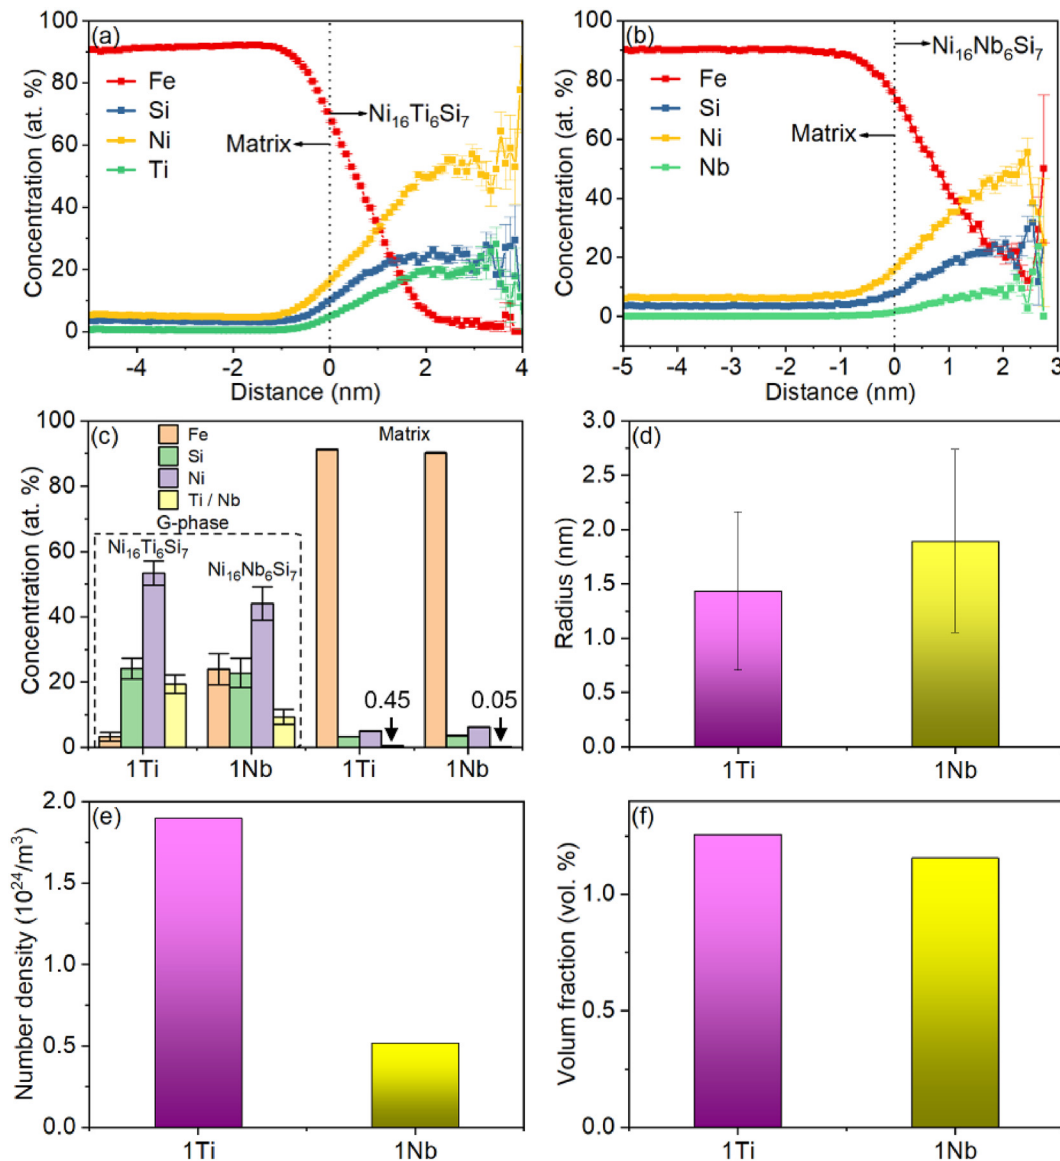 (a)
Concentration (at. %)
100
80
60
40
20
0
Fe
Si
Ni
Ti
Ni₁₆Ti₆Si₇
Matrix
-4
-2
0
2
4
Distance (nm)
(b)
Concentration (at. %)
100
80
60
40
20
0
Fe
Si
Ni
Nb
Ni₁₆Nb₆Si₇
Matrix
-5
-4
-3
-2
-1
0
1
2
3
Distance (nm)
(c)
Concentration (at. %)
100
80
60
40
20
0
Fe
Si
Ni
Ti / Nb
G-phase
Ni₁₆Ti₆Si₇
Ni₁₆Nb₆Si₇
Matrix
0.45
0.05
1Ti
1Nb
1Ti
1Nb
(d)
Radius (nm)
3.0
2.5
2.0
1.5
1.0
0.5
0.0
1Ti
1Nb
(e)
Number density (10²⁴/m³)
2.0
1.5
1.0
0.5
0.0
1Ti
1Nb
(f)
Volum fraction (vol. %)
1.0
0.5
0.0
1Ti
1Nb